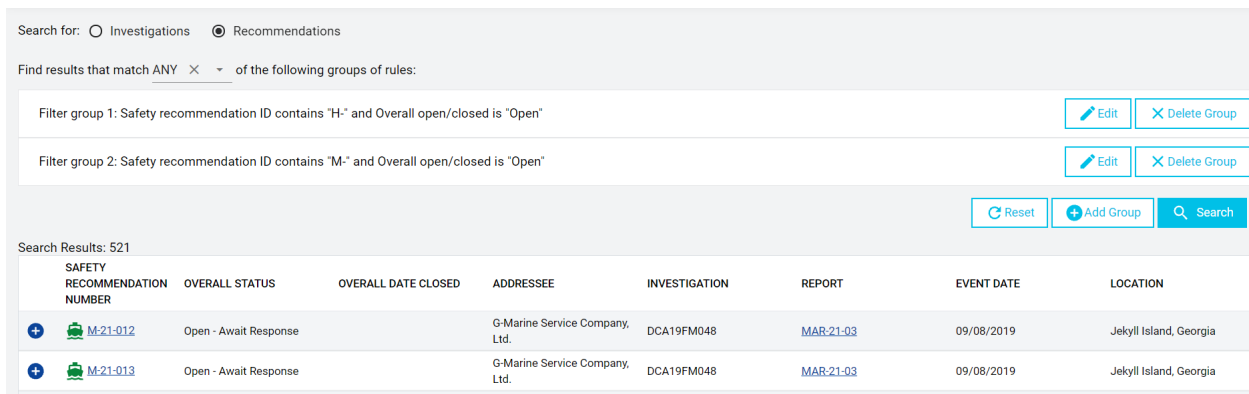 Search for: Investigations Recommendations
Find results that match ANY of the following groups of rules:
Filter group 1: Safety recommendation ID contains "H-" and Overall open/closed is "Open" Edit Delete Group
Filter group 2: Safety recommendation ID contains "M-" and Overall open/closed is "Open" Edit Delete Group
Reset Add Group Search
Search Results: 521
SAFETY
RECOMMENDATION OVERALL STATUS OVERALL DATE CLOSED ADDRESSEE INVESTIGATION REPORT EVENT DATE LOCATION
NUMBER
G-Marine Service Company,
M-21-012 Open - Await Response DCA19FM048 MAR-21-03 09/08/2019 Jekyll Island, Georgia
Ltd.
G-Marine Service Company,
M-21-013 Open - Await Response DCA19FM048 MAR-21-03 09/08/2019 Jekyll Island, Georgia
Ltd.